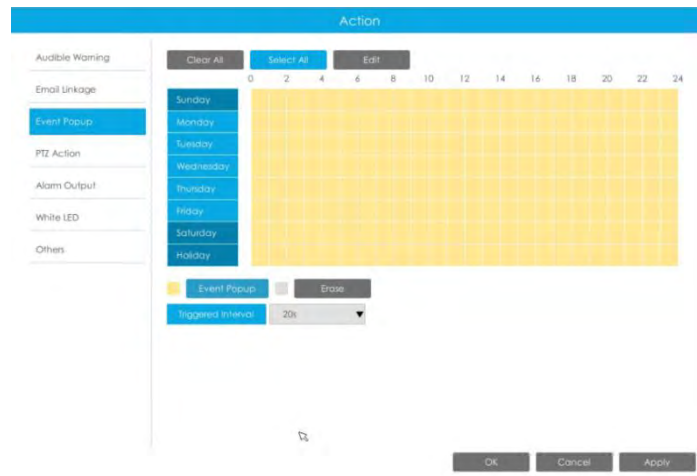 Action
Audible Warning
Email Linkage
Event Popup
PTZ Action
Alarm Output
White LED
Others
Clear All Select All Edit
0 2 4 6 8 10 12 14 16 18 20 22 24
Sunday
Monday
Tuesday
Wednesday
Thursday
Friday
Saturday
Holiday
Event Popup Erase
Triggered Interval 20s
OK Cancel Apply